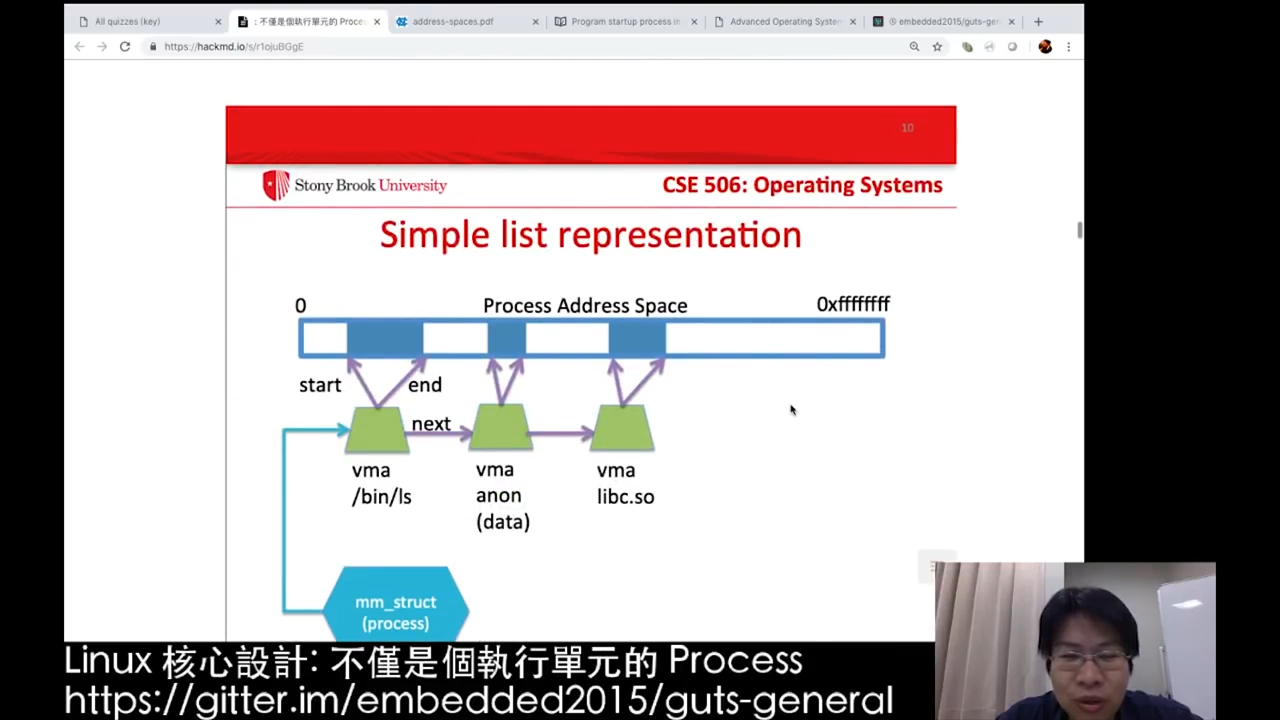 All quizzes (key)
: 不僅是個執行單元的 Proces
address-spaces.pdf
Program startup process in
Advanced Operating System
embedded2015/guts-gen
https://hackmd.io/s/r1ojuBGgE
10
Stony Brook University
CSE 506: Operating Systems
Simple list representation
0
Process Address Space
0xffffffff
start
end
next
vma
/bin/ls
vma
anon
(data)
vma
libc.so
mm_struct
(process)
Linux 核心設計: 不僅是個執行單元的 Process
https://gitter.im/embedded2015/guts-general